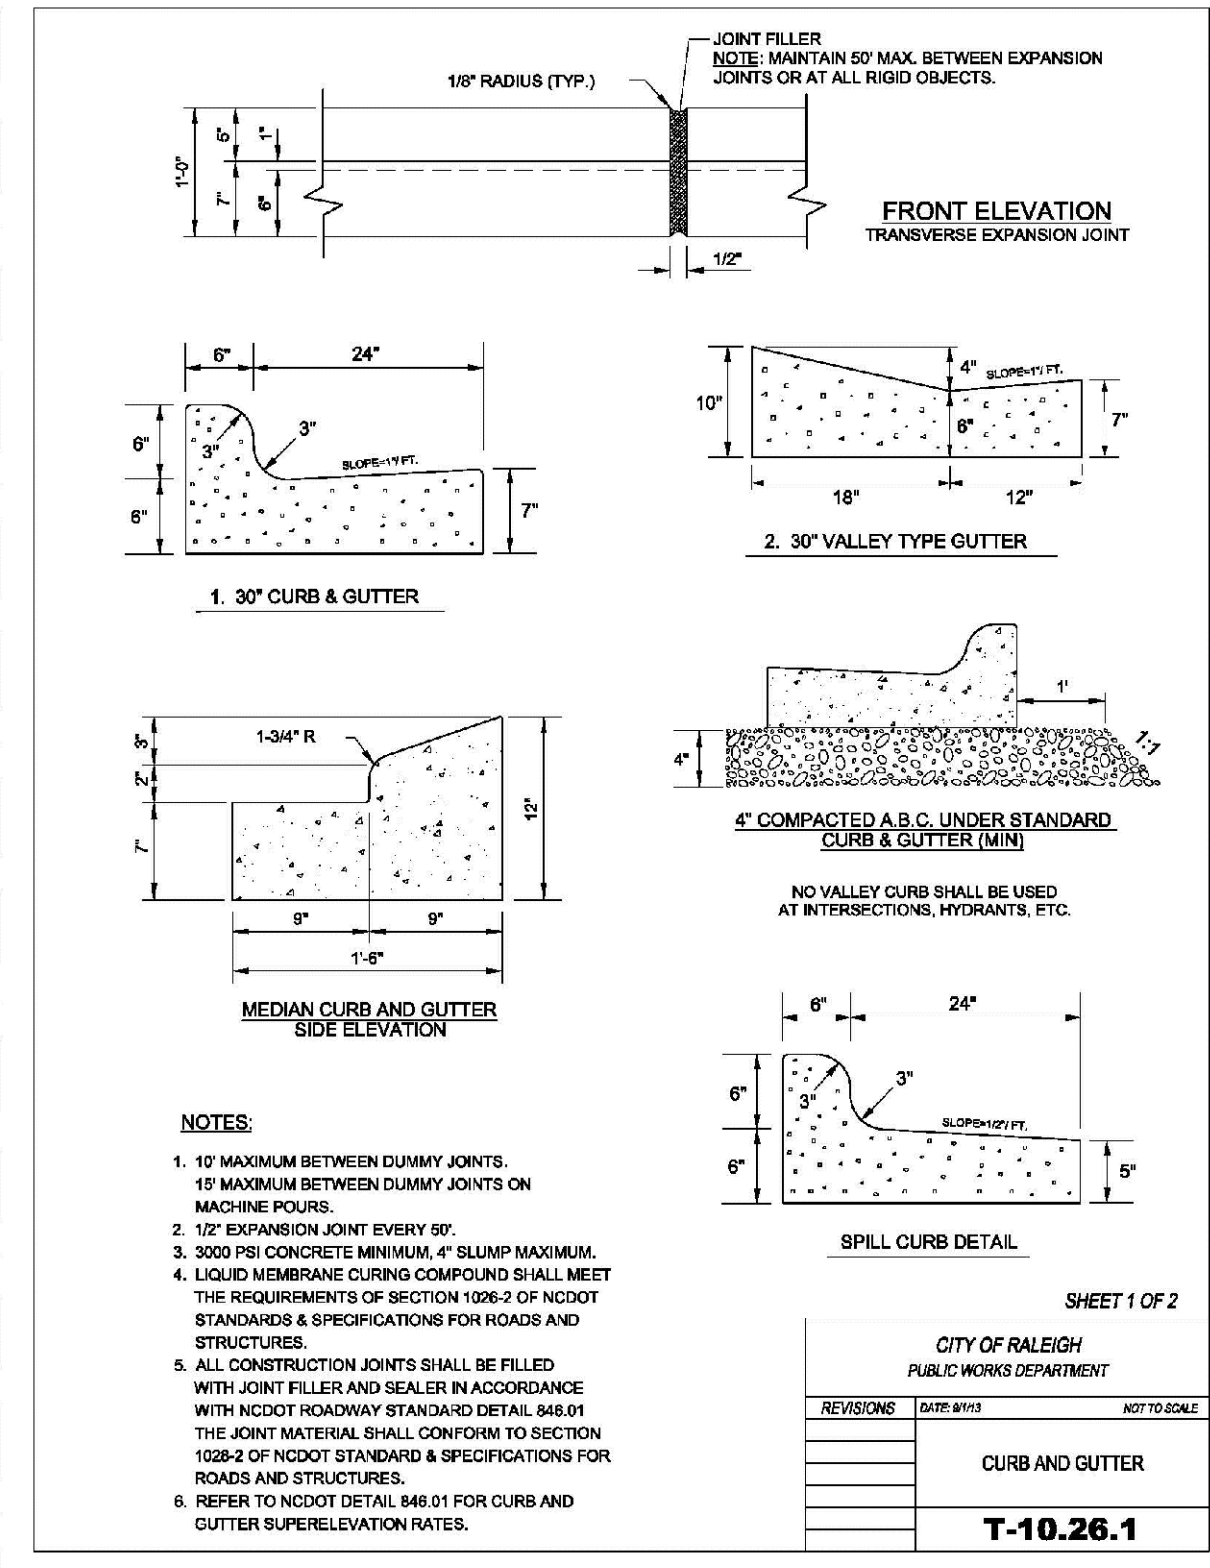 JOINT FILLER
NOTE: MAINTAIN 50' MAX. BETWEEN EXPANSION
JOINTS OR AT ALL RIGID OBJECTS.
1/8" RADIUS (TYP.)
1'-0"
5"
1"
7"
6"
1/2"
FRONT ELEVATION
TRANSVERSE EXPANSION JOINT
6"
24"
6"
3"
3"
SLOPE=1"/ FT.
6"
7"
1. 30" CURB & GUTTER
10"
4"
SLOPE=1"/ FT.
6"
7"
18"
12"
2. 30" VALLEY TYPE GUTTER
1'
4"
1:1
4" COMPACTED A.B.C. UNDER STANDARD
CURB & GUTTER (MIN)
NO VALLEY CURB SHALL BE USED
AT INTERSECTIONS, HYDRANTS, ETC.
3"
2"
7"
1-3/4" R
12"
9"
9"
1'-6"
MEDIAN CURB AND GUTTER
SIDE ELEVATION
6"
24"
6"
3"
3"
SLOPE=1/2"/ FT.
6"
5"
SPILL CURB DETAIL
NOTES:
1. 10' MAXIMUM BETWEEN DUMMY JOINTS.
15' MAXIMUM BETWEEN DUMMY JOINTS ON
MACHINE POURS.
2. 1/2" EXPANSION JOINT EVERY 50'.
3. 3000 PSI CONCRETE MINIMUM, 4" SLUMP MAXIMUM.
4. LIQUID MEMBRANE CURING COMPOUND SHALL MEET
THE REQUIREMENTS OF SECTION 1026-2 OF NCDOT
STANDARDS & SPECIFICATIONS FOR ROADS AND
STRUCTURES.
5. ALL CONSTRUCTION JOINTS SHALL BE FILLED
WITH JOINT FILLER AND SEALER IN ACCORDANCE
WITH NCDOT ROADWAY STANDARD DETAIL 846.01
THE JOINT MATERIAL SHALL CONFORM TO SECTION
1028-2 OF NCDOT STANDARD & SPECIFICATIONS FOR
ROADS AND STRUCTURES.
6. REFER TO NCDOT DETAIL 846.01 FOR CURB AND
GUTTER SUPERELEVATION RATES.
SHEET 1 OF 2
CITY OF RALEIGH
PUBLIC WORKS DEPARTMENT
REVISIONS
DATE: 9/1/13
NOT TO SCALE
CURB AND GUTTER
T-10.26.1